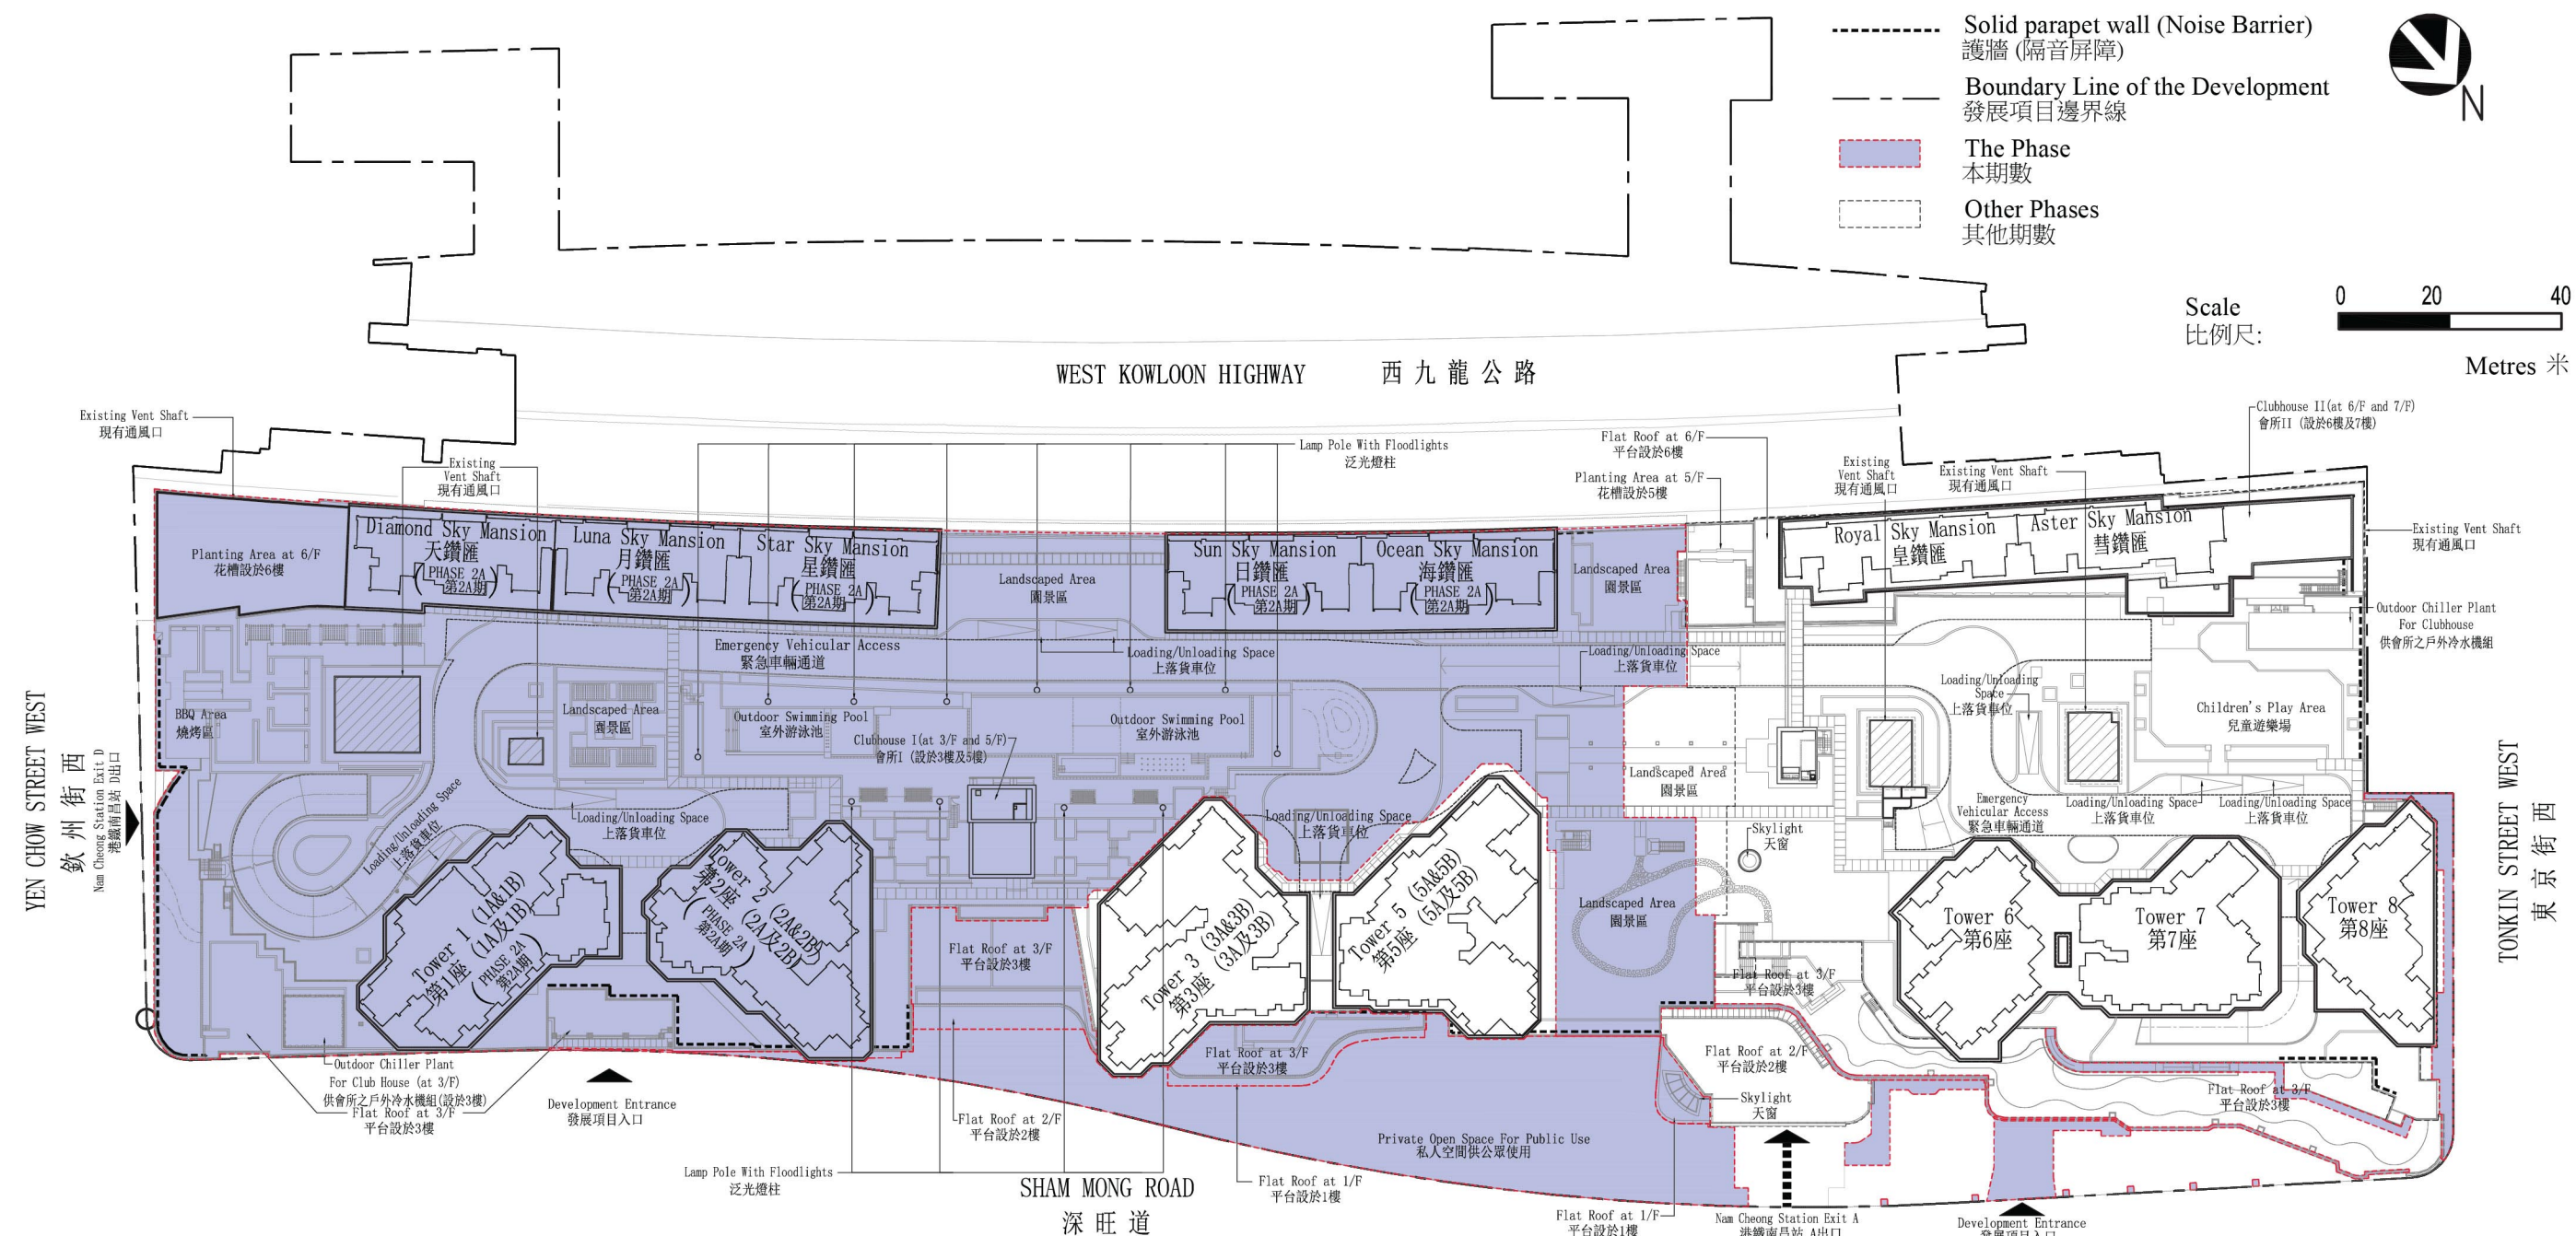 Solid parapet wall (Noise Barrier)
護牆 (隔音屏障)
Boundary Line of the Development
發展項目邊界線
The Phase
本期數
Other Phases
其他期數
N
Scale
比例尺:
0 20 40
Metres 米
WEST KOWLOON HIGHWAY 西九龍公路
Existing Vent Shaft
現有通風口
Existing
Vent Shaft
現有通風口
Lamp Pole With Floodlights
泛光燈柱
Flat Roof at 6/F
平台設於6樓
Planting Area at 5/F
花槽設於5樓
Existing
Vent Shaft
現有通風口
Existing Vent Shaft
現有通風口
Clubhouse II(at 6/F and 7/F)
會所II (設於6樓及7樓)
Existing Vent Shaft
現有通風口
Planting Area at 6/F
花槽設於6樓
Diamond Sky Mansion
天鑽匯
(PHASE 2A
第2A期)
Luna Sky Mansion
月鑽匯
(PHASE 2A
第2A期)
Star Sky Mansion
星鑽匯
(PHASE 2A
第2A期)
Landscaped Area
園景區
Sun Sky Mansion
日鑽匯
(PHASE 2A
第2A期)
Ocean Sky Mansion
海鑽匯
(PHASE 2A
第2A期)
Landscaped Area
園景區
Royal Sky Mansion
皇鑽匯
Aster Sky Mansion
彗鑽匯
Outdoor Chiller Plant
For Clubhouse
供會所之戶外冷水機組
Emergency Vehicular Access
緊急車輛通道
Loading/Unloading Space
上落貨車位
Loading/Unloading Space
上落貨車位
Loading/Unloading
Space
上落貨車位
Children's Play Area
兒童遊樂場
BBQ Area
燒烤區
Landscaped Area
園景區
Outdoor Swimming Pool
室外游泳池
Clubhouse I(at 3/F and 5/F)
會所I (設於3樓及5樓)
Outdoor Swimming Pool
室外游泳池
Landscaped Area
園景區
YEN CHOW STREET WEST
欽州街西
Nam Cheong Station Exit D
港鐵南昌站 D出口
Loading/Unloading Space
上落貨車位
Loading/Unloading Space
上落貨車位
Loading/Unloading Space
上落貨車位
Skylight
天窗
Emergency
Vehicular Access
緊急車輛通道
Loading/Unloading Space
上落貨車位
Loading/Unloading Space
上落貨車位
TONKIN STREET WEST
東京街西
Tower 1 (1A&1B)
第1座 (1A及1B)
(PHASE 2A
第2A期)
Tower 2 (2A&2B)
第2座 (2A及2B)
(PHASE 2A
第2A期)
Flat Roof at 3/F
平台設於3樓
Tower 3 (3A&3B)
第3座 (3A及3B)
Tower 5 (5A&5B)
第5座 (5A及5B)
Landscaped Area
園景區
Flat Roof at 3/F
平台設於3樓
Tower 6
第6座
Tower 7
第7座
Tower 8
第8座
Outdoor Chiller Plant
For Club House (at 3/F)
供會所之戶外冷水機組(設於3樓)
Flat Roof at 3/F
平台設於3樓
Development Entrance
發展項目入口
Flat Roof at 2/F
平台設於2樓
Flat Roof at 3/F
平台設於3樓
Flat Roof at 2/F
平台設於2樓
Skylight
天窗
Flat Roof at 3/F
平台設於3樓
Private Open Space For Public Use
私人空間供公眾使用
Lamp Pole With Floodlights
泛光燈柱
SHAM MONG ROAD
深旺道
Flat Roof at 1/F
平台設於1樓
Flat Roof at 1/F
平台設於1樓
Nam Cheong Station Exit A
港鐵南昌站 A出口
Development Entrance
發展項目入口